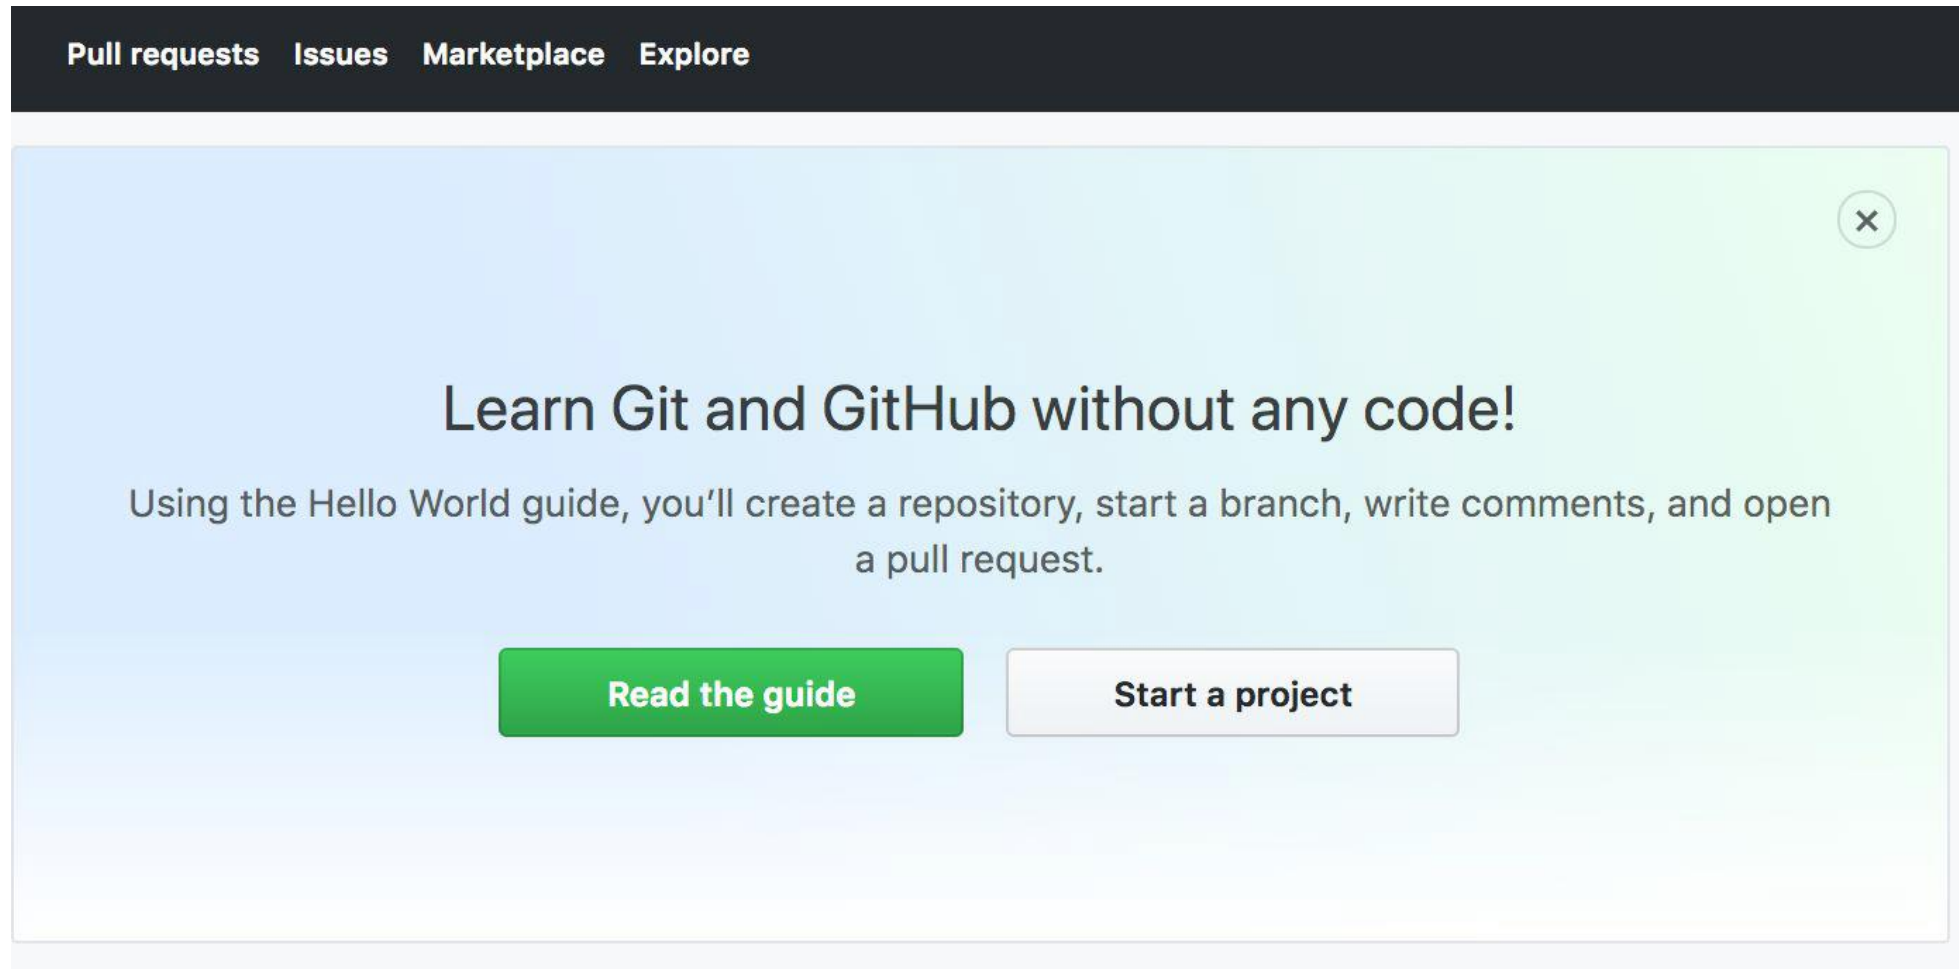 Pull requests Issues Marketplace Explore
Learn Git and GitHub without any code!
Using the Hello World guide, you’ll create a repository, start a branch, write comments, and open
a pull request.
Read the guide Start a project